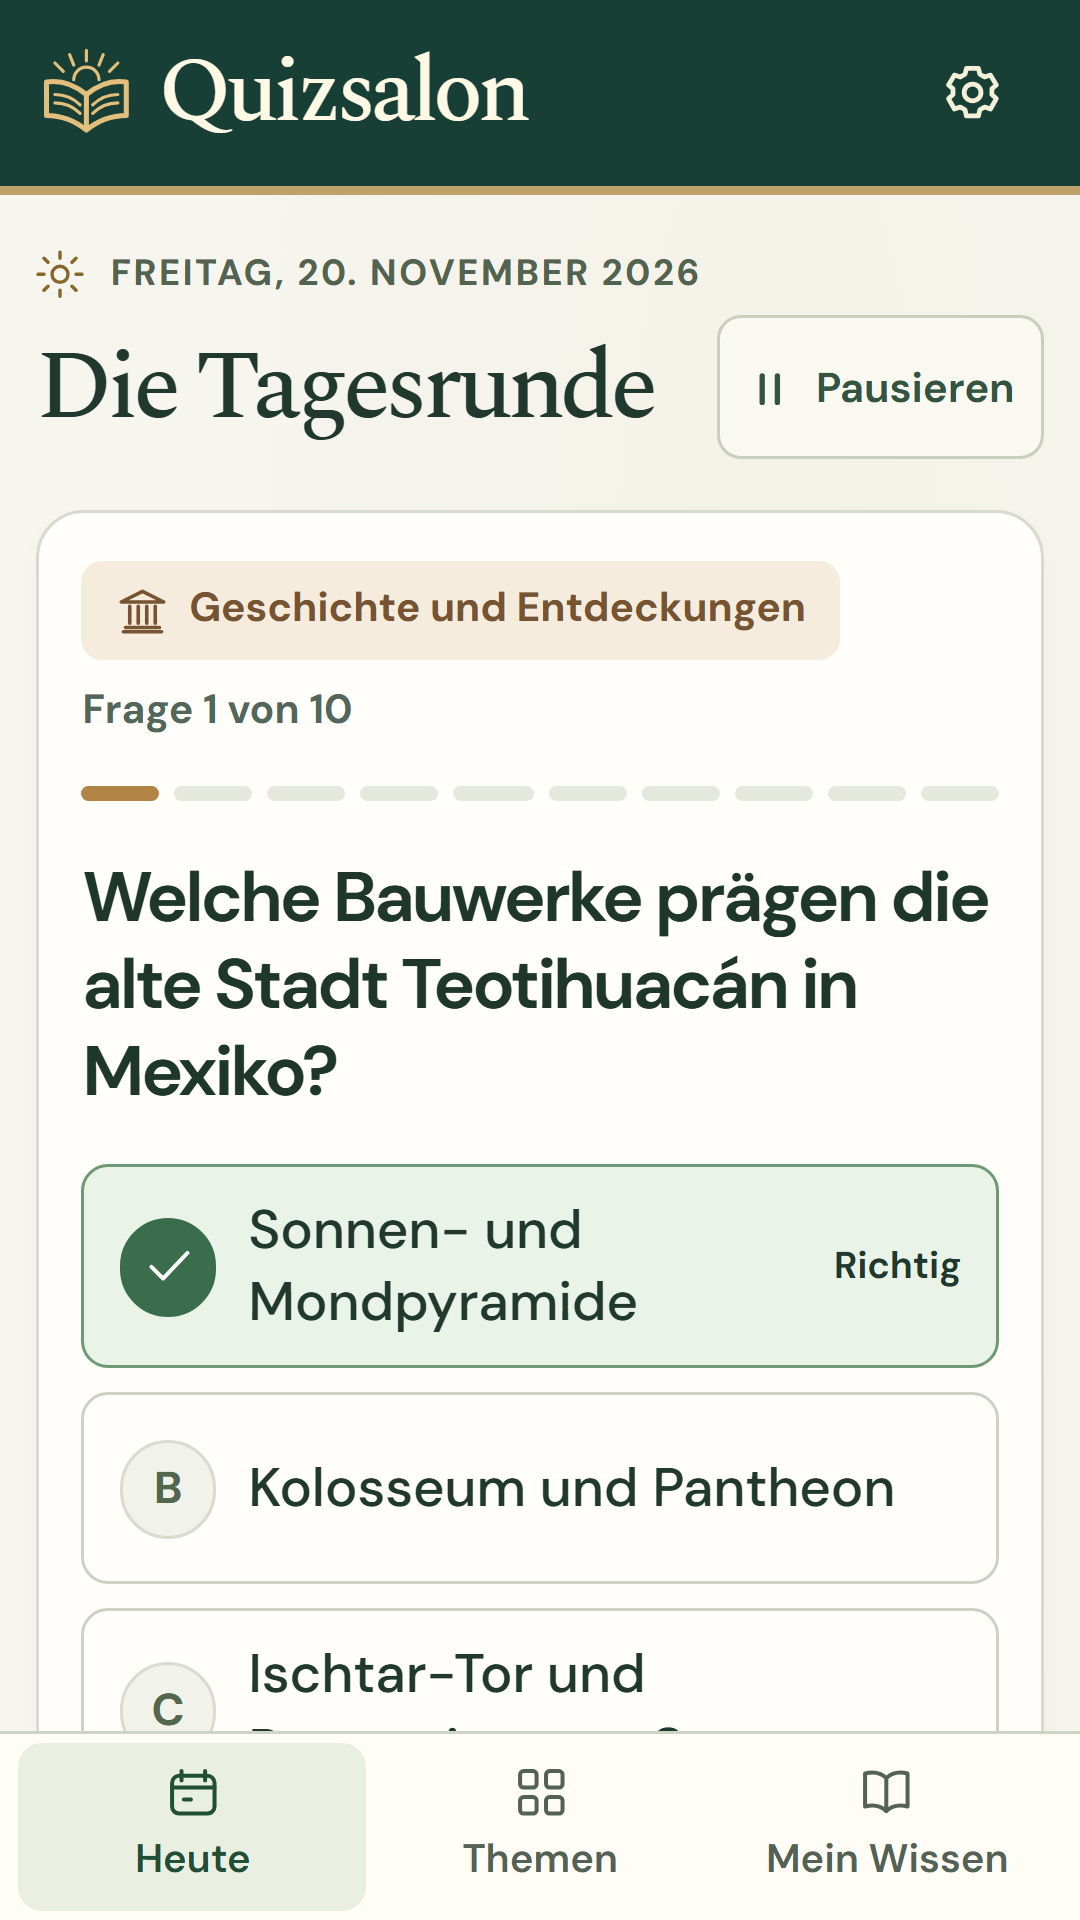 Quizsalon
FREITAG, 20. NOVEMBER 2026
Die Tagesrunde
Pausieren
Geschichte und Entdeckungen
Frage 1 von 10
Welche Bauwerke prägen die
alte Stadt Teotihuacán in
Mexiko?
Sonnen- und
Mondpyramide
Richtig
B
Kolosseum und Pantheon
C
Ischtar-Tor und
Heute
Themen
Mein Wissen